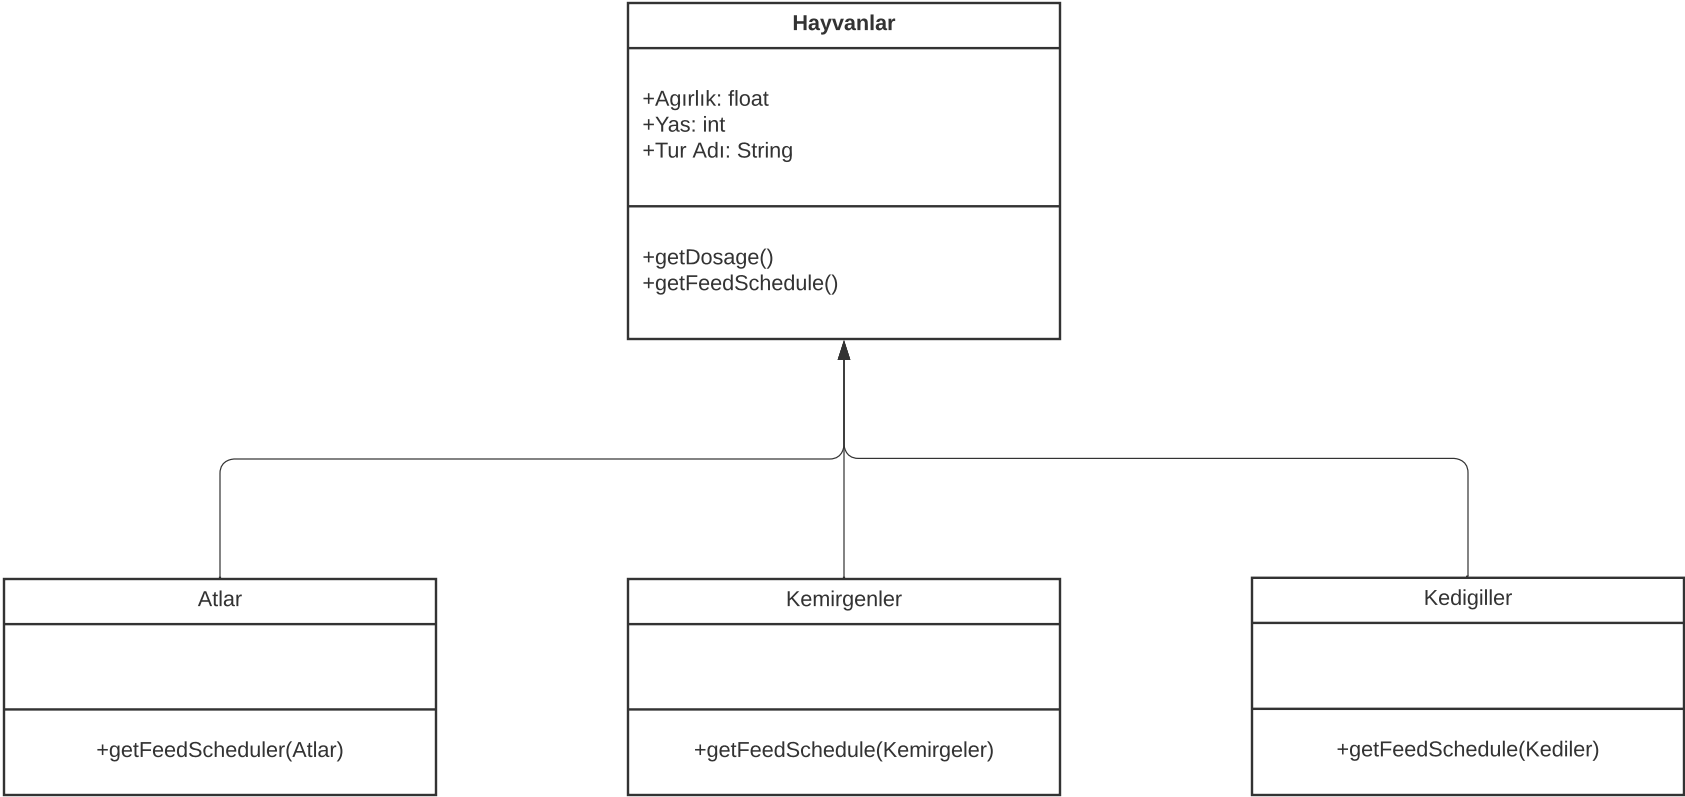 Hayvanlar
+Agırlık: float
+Yas: int
+Tur Adı: String
+getDosage()
+getFeedSchedule()
Atlar
+getFeedScheduler(Atlar)
Kemirgenler
+getFeedSchedule(Kemirgeler)
Kedigiller
+getFeedSchedule(Kediler)